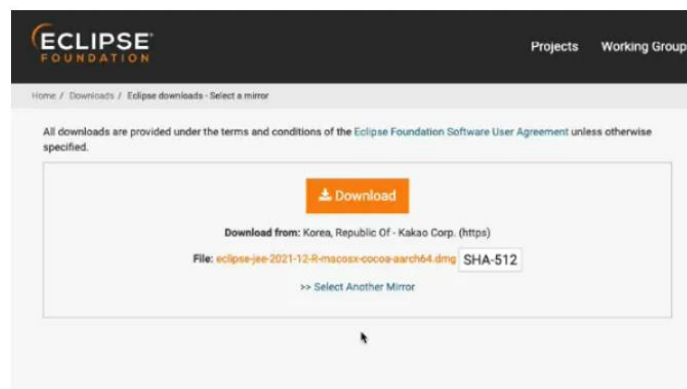 ECLIPSE
FOUNDATION
Projects Working Group
Home / Downloads / Eclipse downloads - Select a mirror
All downloads are provided under the terms and conditions of the Eclipse Foundation Software User Agreement unless otherwise
specified.
Download
Download from: Korea, Republic Of - Kakao Corp. (https)
File: eclipse-jee-2021-12-R-macosx-cocoa-aarch64.dmg SHA-512
>> Select Another Mirror